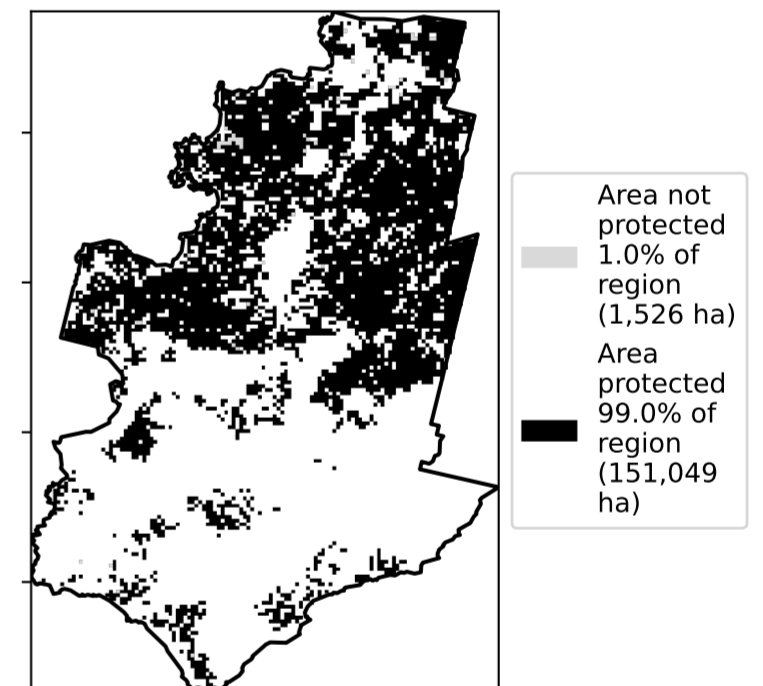 Area not
protected
1.0% of
region
(1,526 ha)
Area
protected
99.0% of
region
(151,049
ha)